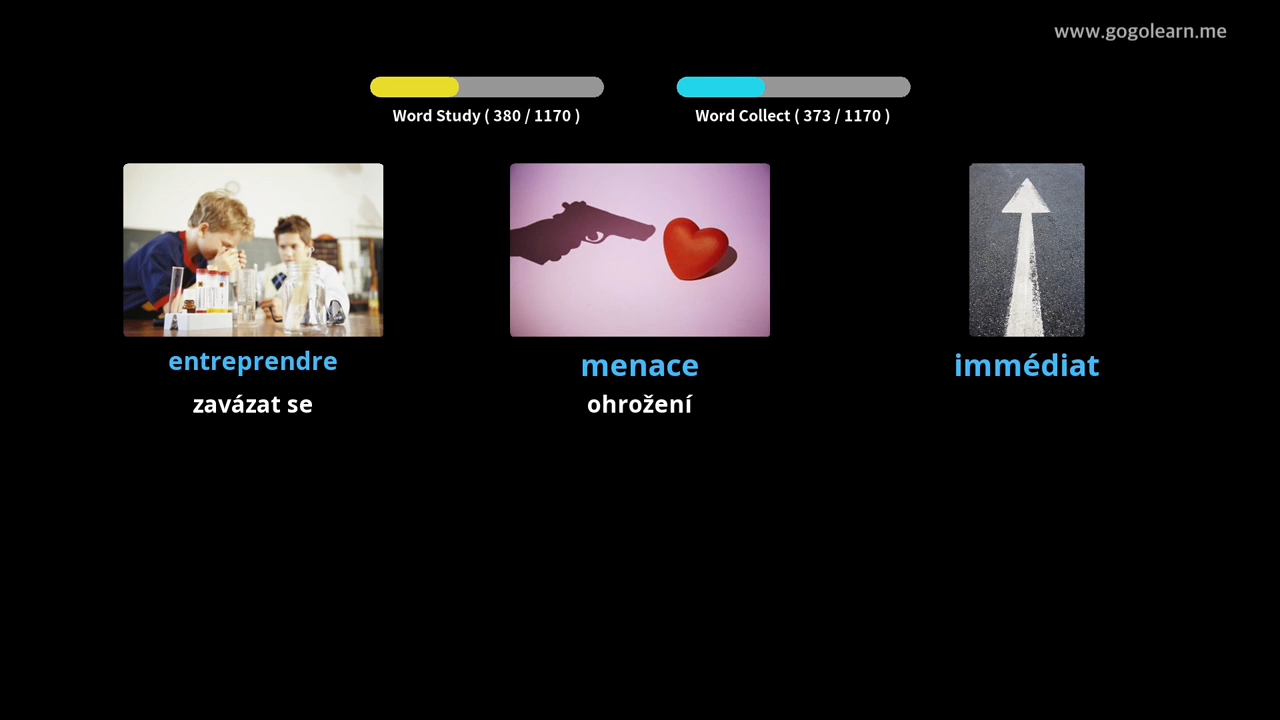 www.gogolearn.me
Word Study ( 380 / 1170 )
Word Collect ( 373 / 1170 )
entreprendre
zavázat se
menace
ohrožení
immédiat